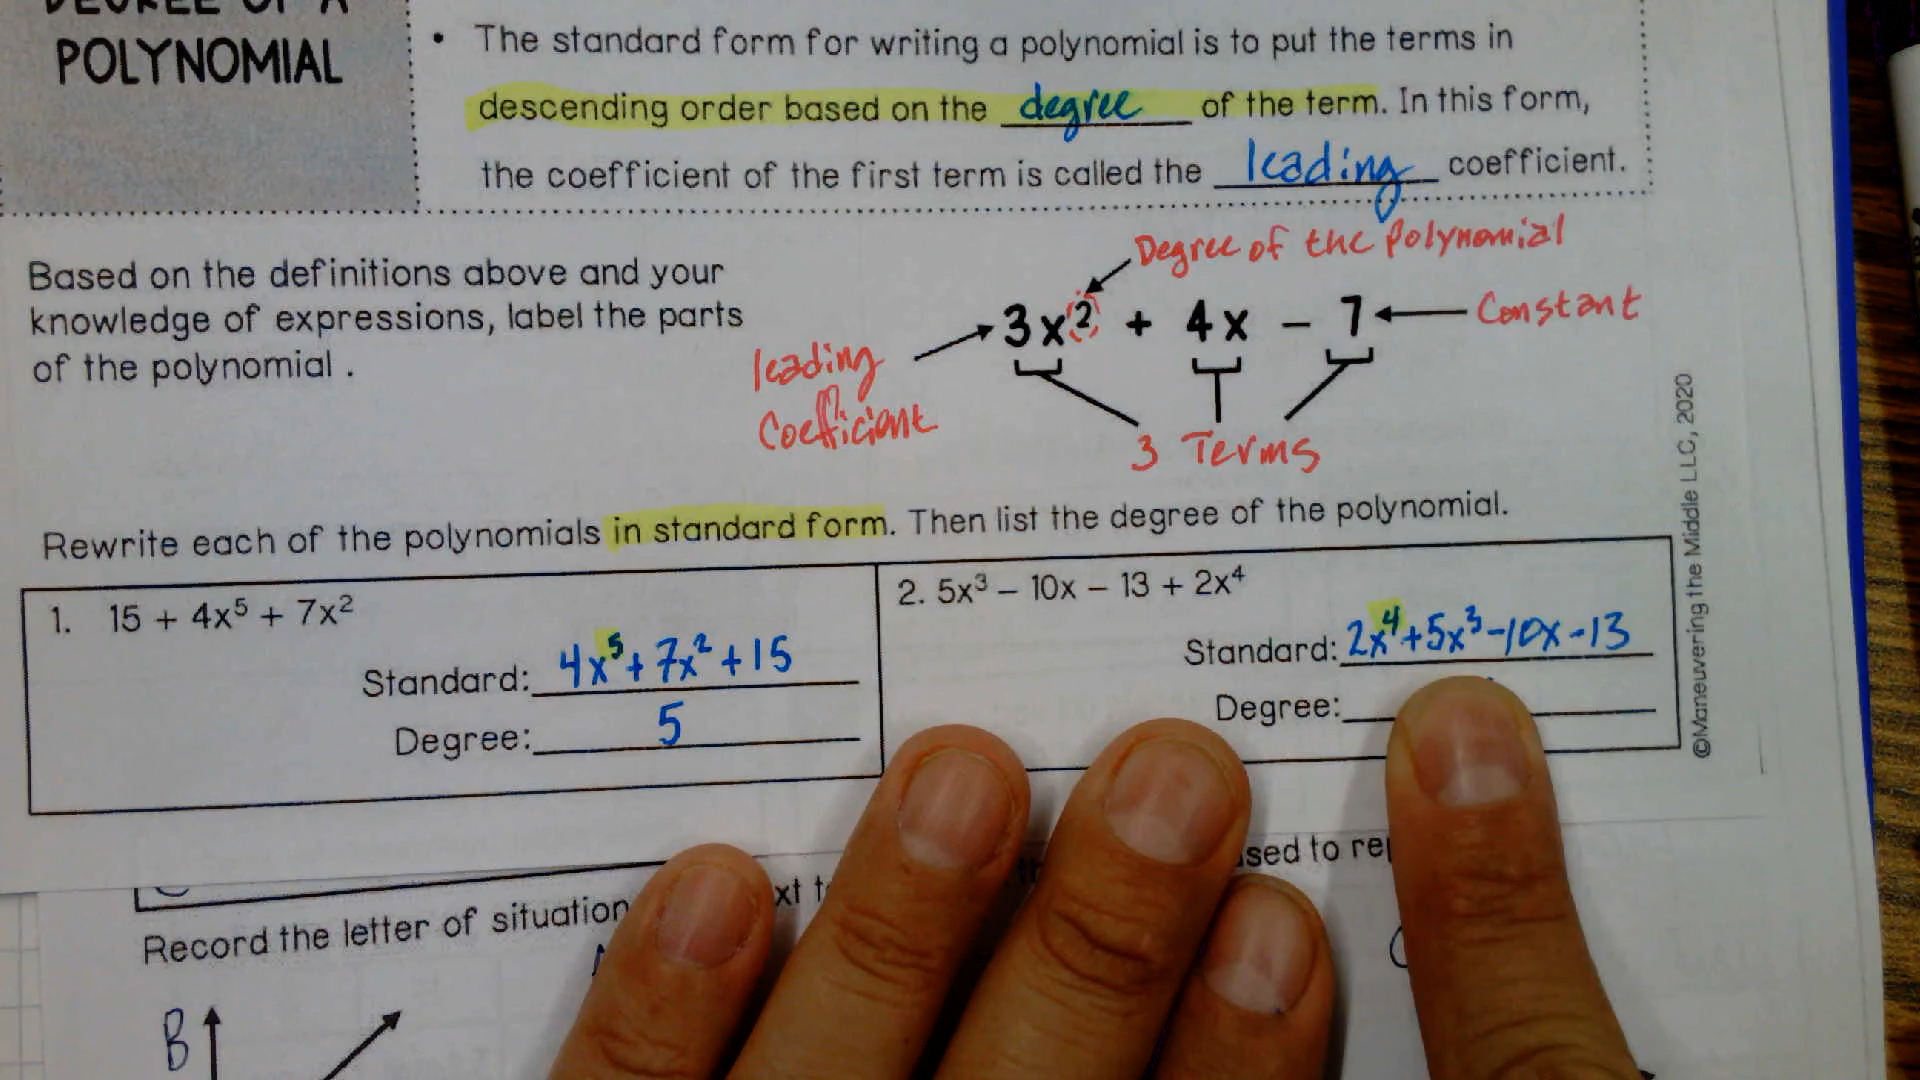 POLYNOMIAL
• The standard form for writing a polynomial is to put the terms in
descending order based on the degree of the term. In this form,
the coefficient of the first term is called the leading coefficient.
Based on the definitions above and your
knowledge of expressions, label the parts
of the polynomial .
Degree of the Polynomial
3x² + 4x – 7
Constant
leading
Coefficient
3 Terms
©Maneuvering the Middle LLC, 2020
Rewrite each of the polynomials in standard form. Then list the degree of the polynomial.
1. 15 + 4x⁵ + 7x²
Standard: 4x⁵+7x²+15
Degree: 5
2. 5x³ – 10x – 13 + 2x⁴
Standard: 2x⁴+5x³-10x-13
Degree:
sed to
Record the letter of situation
B